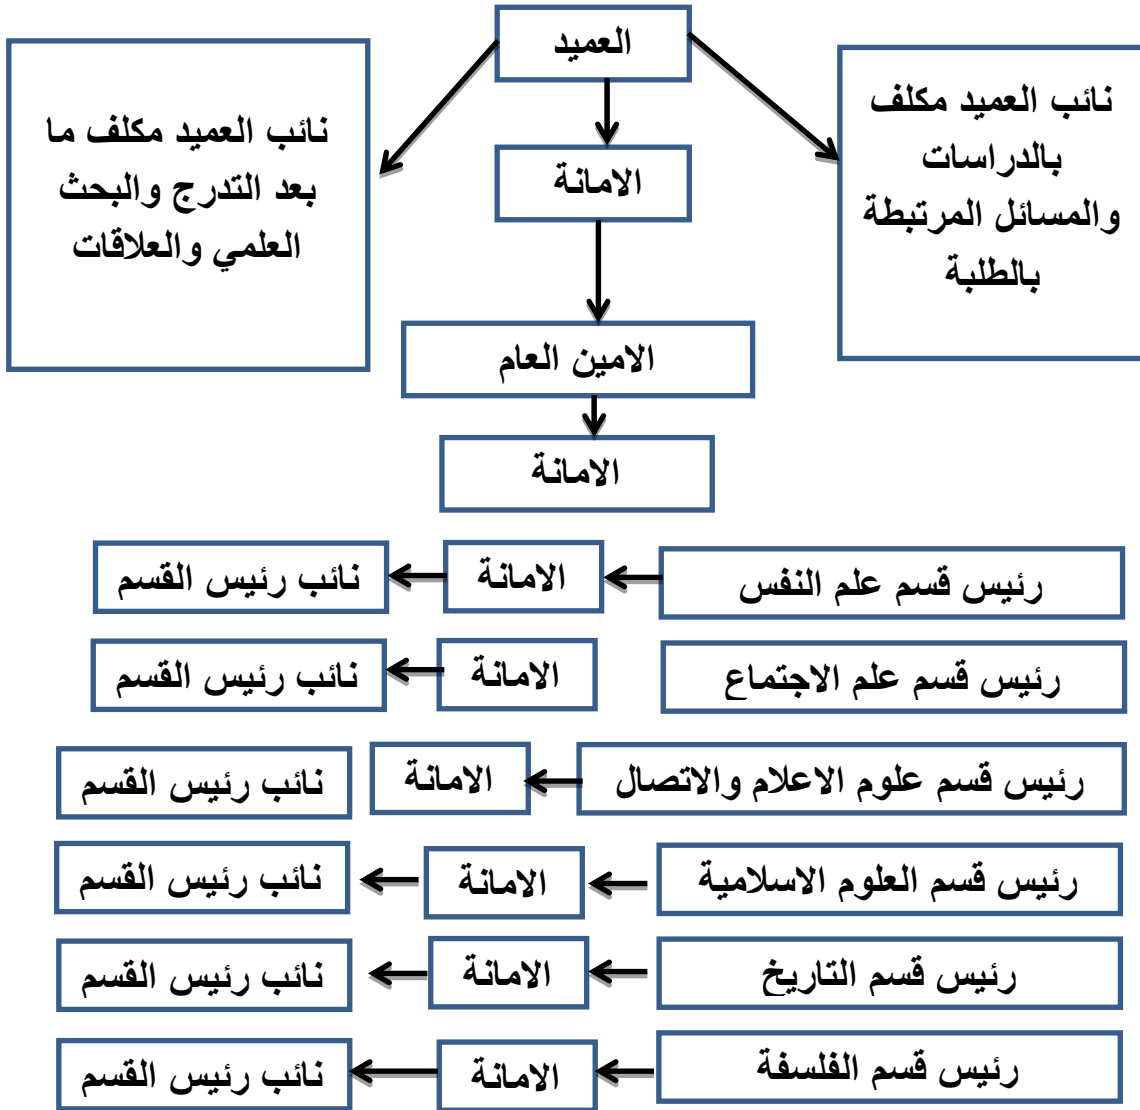 العميد
نائب العميد مكلف
بالدراسات
والمسائل المرتبطة
بالطلبة
الامانة
نائب العميد مكلف ما
بعد التدرج والبحث
العلمي والعلاقات
الامين العام
الامانة
رئيس قسم علم النفس
الامانة
نائب رئيس القسم
رئيس قسم علم الاجتماع
الامانة
نائب رئيس القسم
رئيس قسم علوم الاعلام والاتصال
الامانة
نائب رئيس القسم
رئيس قسم العلوم الاسلامية
الامانة
نائب رئيس القسم
رئيس قسم التاريخ
الامانة
نائب رئيس القسم
رئيس قسم الفلسفة
الامانة
نائب رئيس القسم